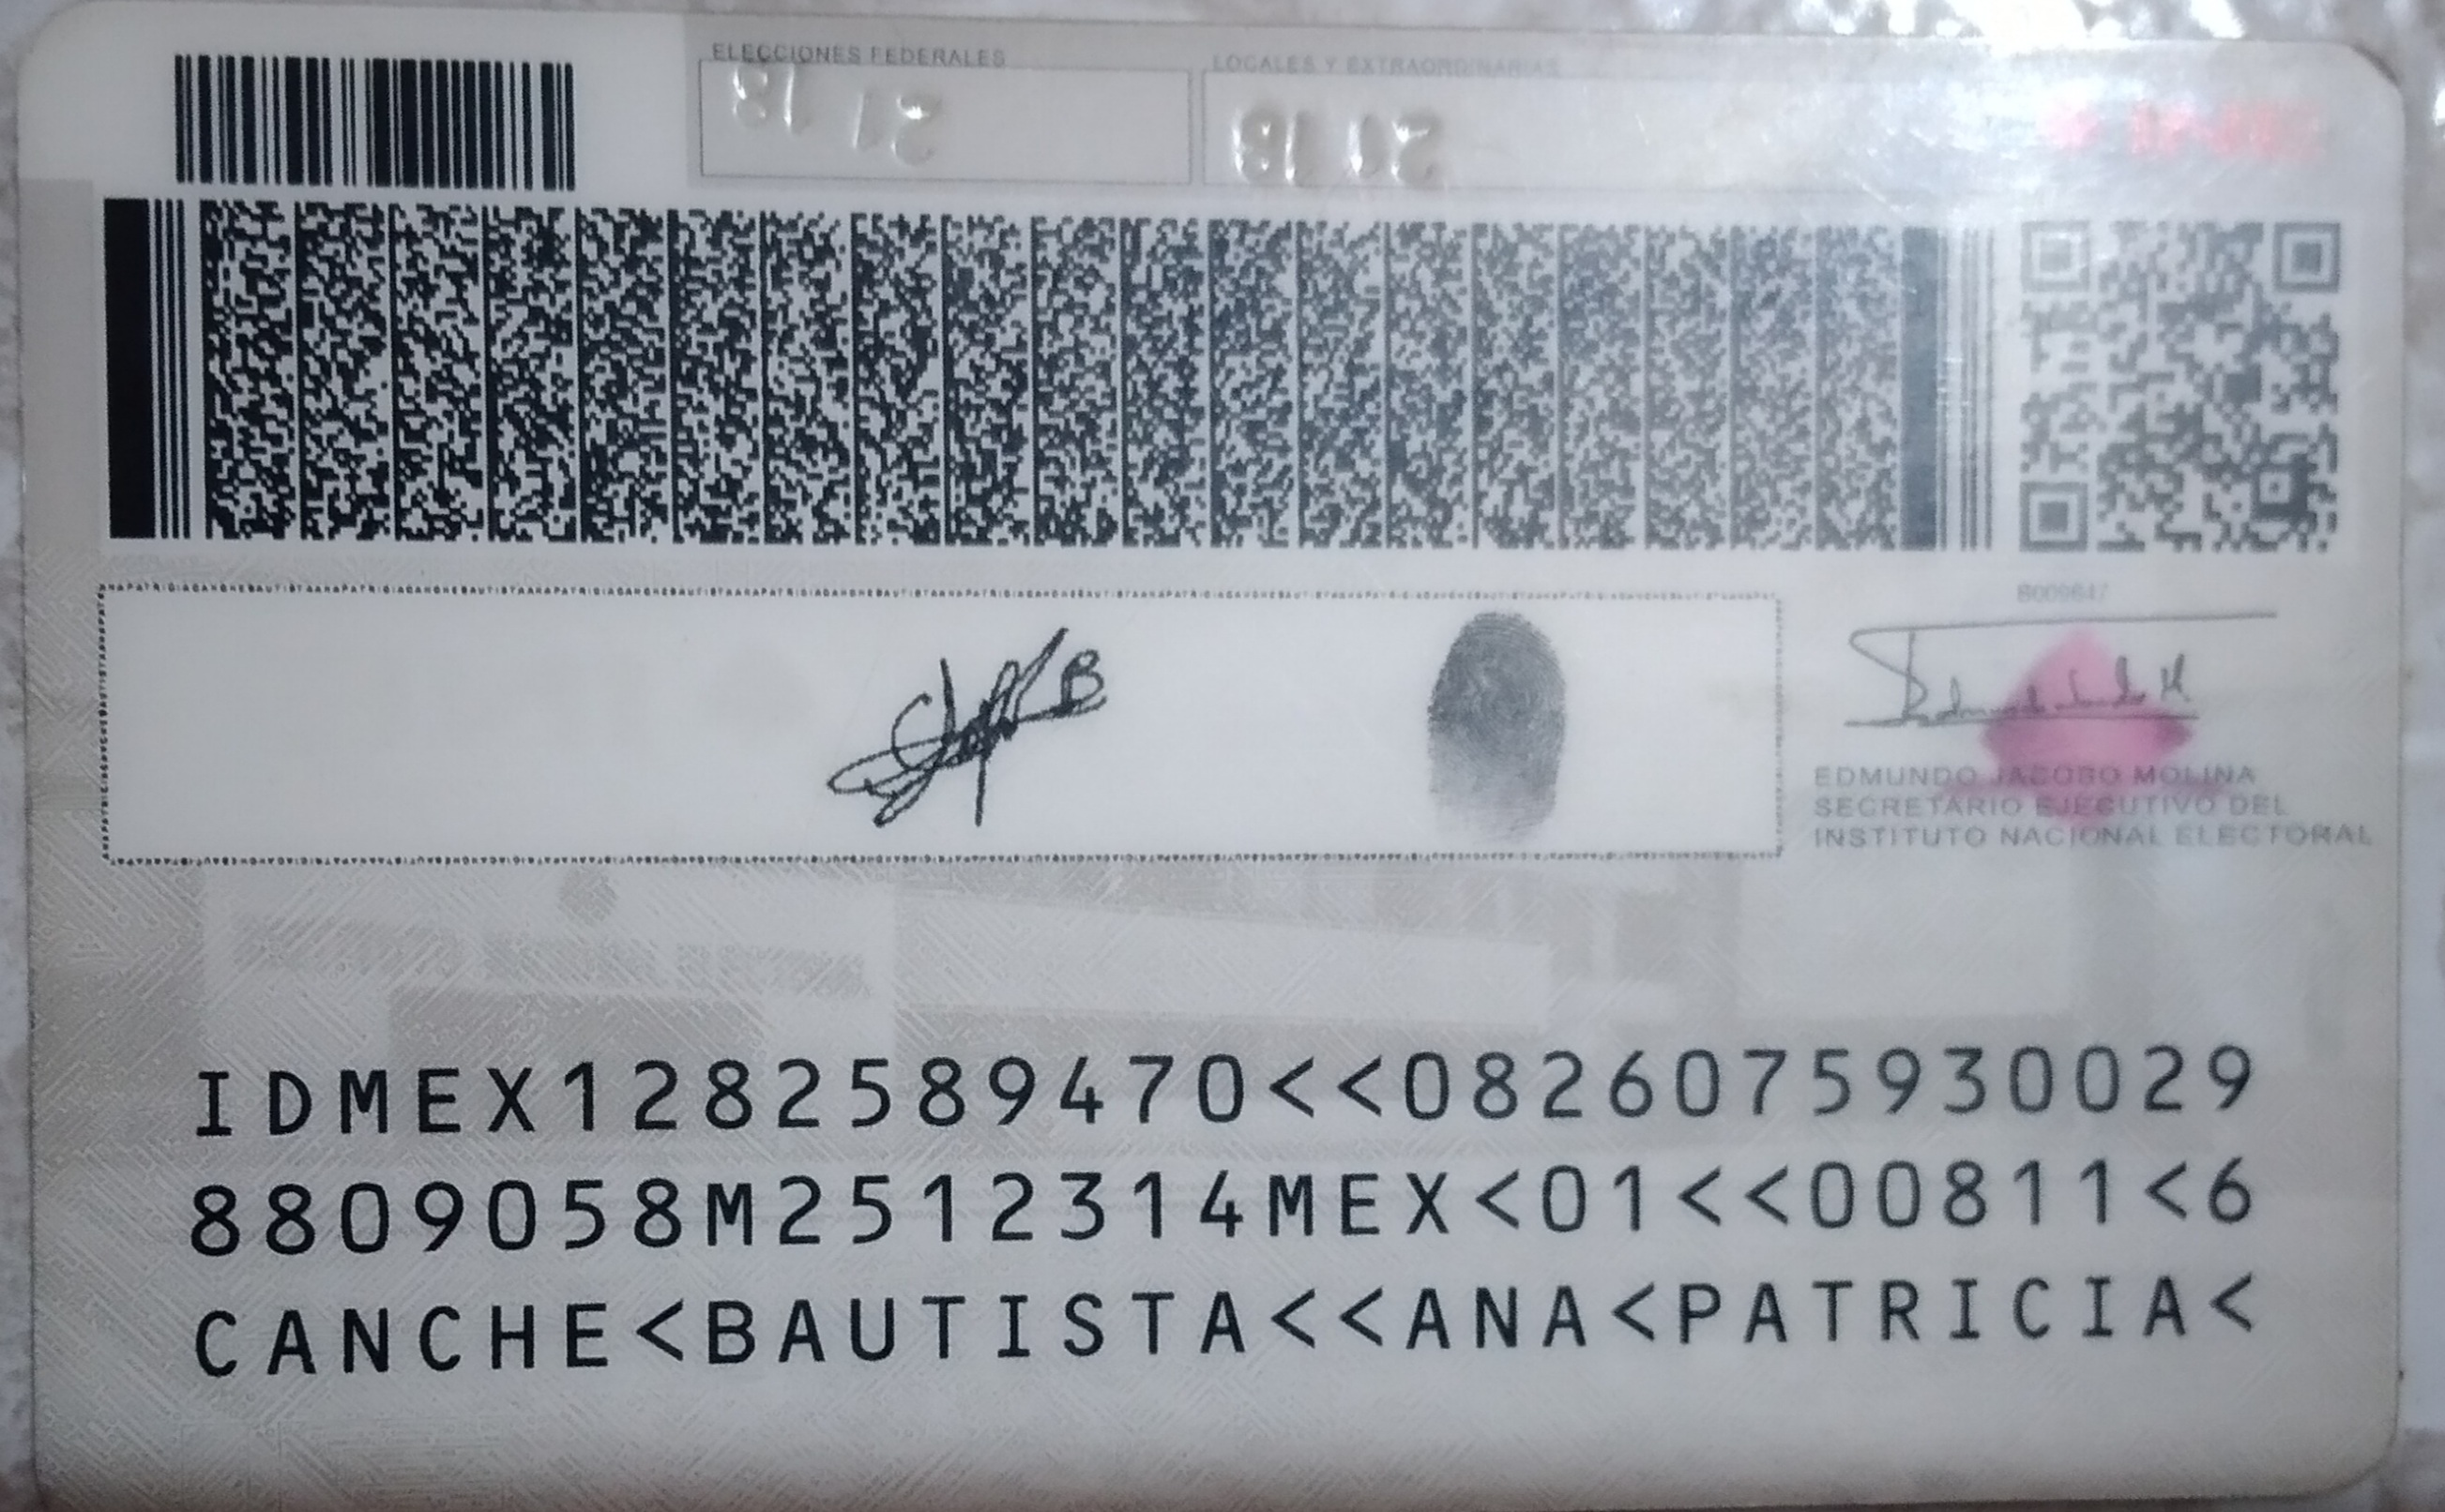 ELECCIONES FEDERALES
LOCALES Y EXTRAORDINARIAS
EDMUNDO JACOBO MOLINA
SECRETARIO EJECUTIVO DEL
INSTITUTO NACIONAL ELECTORAL
IDMEX1282589470<<0826075930029
8809058M2512314MEX<01<<00811<6
CANCHE<BAUTISTA<<ANA<PATRICIA<